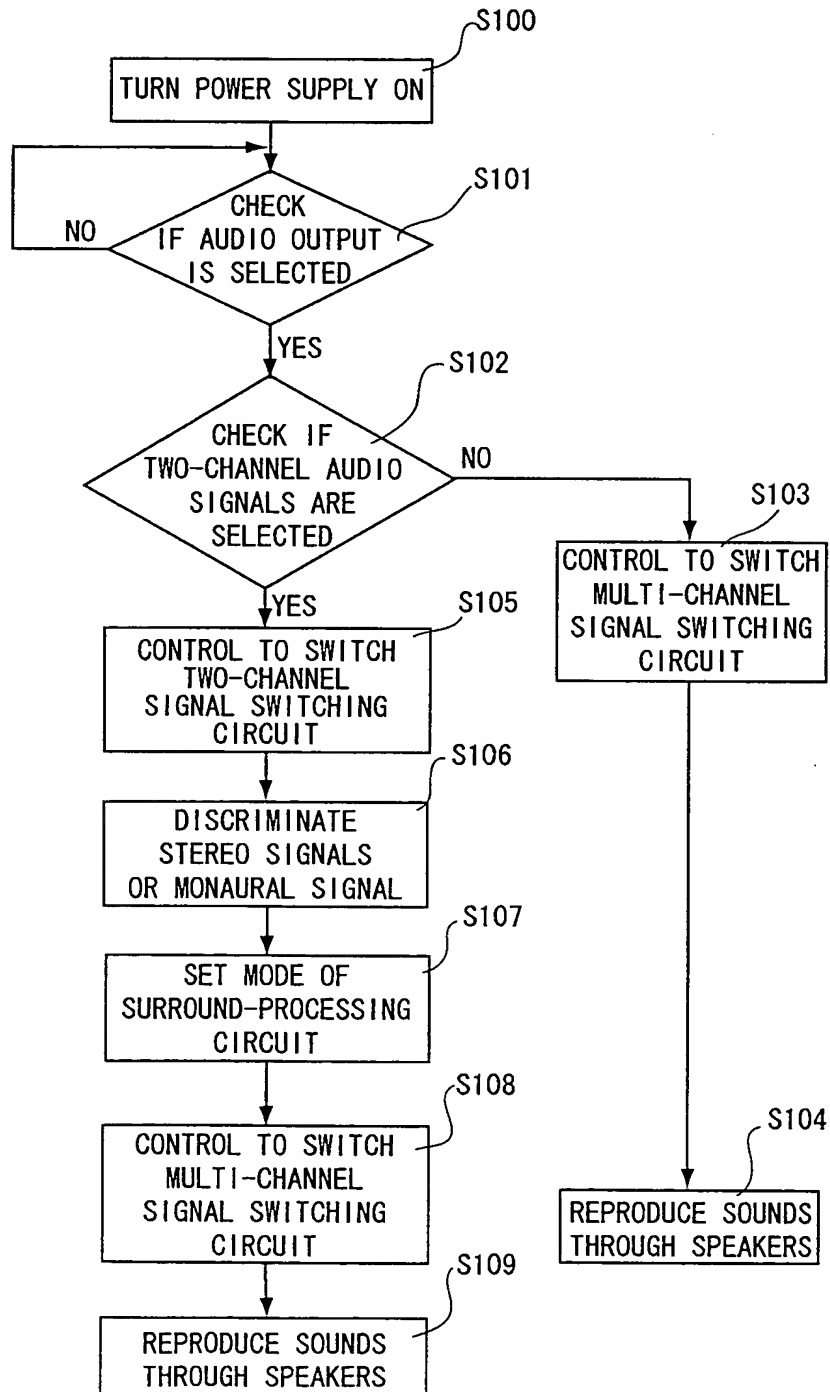 S100
TURN POWER SUPPLY ON
S101
CHECK
IF AUDIO OUTPUT
IS SELECTED
NO
YES
S102
CHECK IF
TWO-CHANNEL AUDIO
SIGNALS ARE
SELECTED
NO
YES
S103
CONTROL TO SWITCH
MULTI-CHANNEL
SIGNAL SWITCHING
CIRCUIT
S105
CONTROL TO SWITCH
TWO-CHANNEL
SIGNAL SWITCHING
CIRCUIT
S106
DISCRIMINATE
STEREO SIGNALS
OR MONAURAL SIGNAL
S107
SET MODE OF
SURROUND-PROCESSING
CIRCUIT
S108
CONTROL TO SWITCH
MULTI-CHANNEL
SIGNAL SWITCHING
CIRCUIT
S104
REPRODUCE SOUNDS
THROUGH SPEAKERS
S109
REPRODUCE SOUNDS
THROUGH SPEAKERS